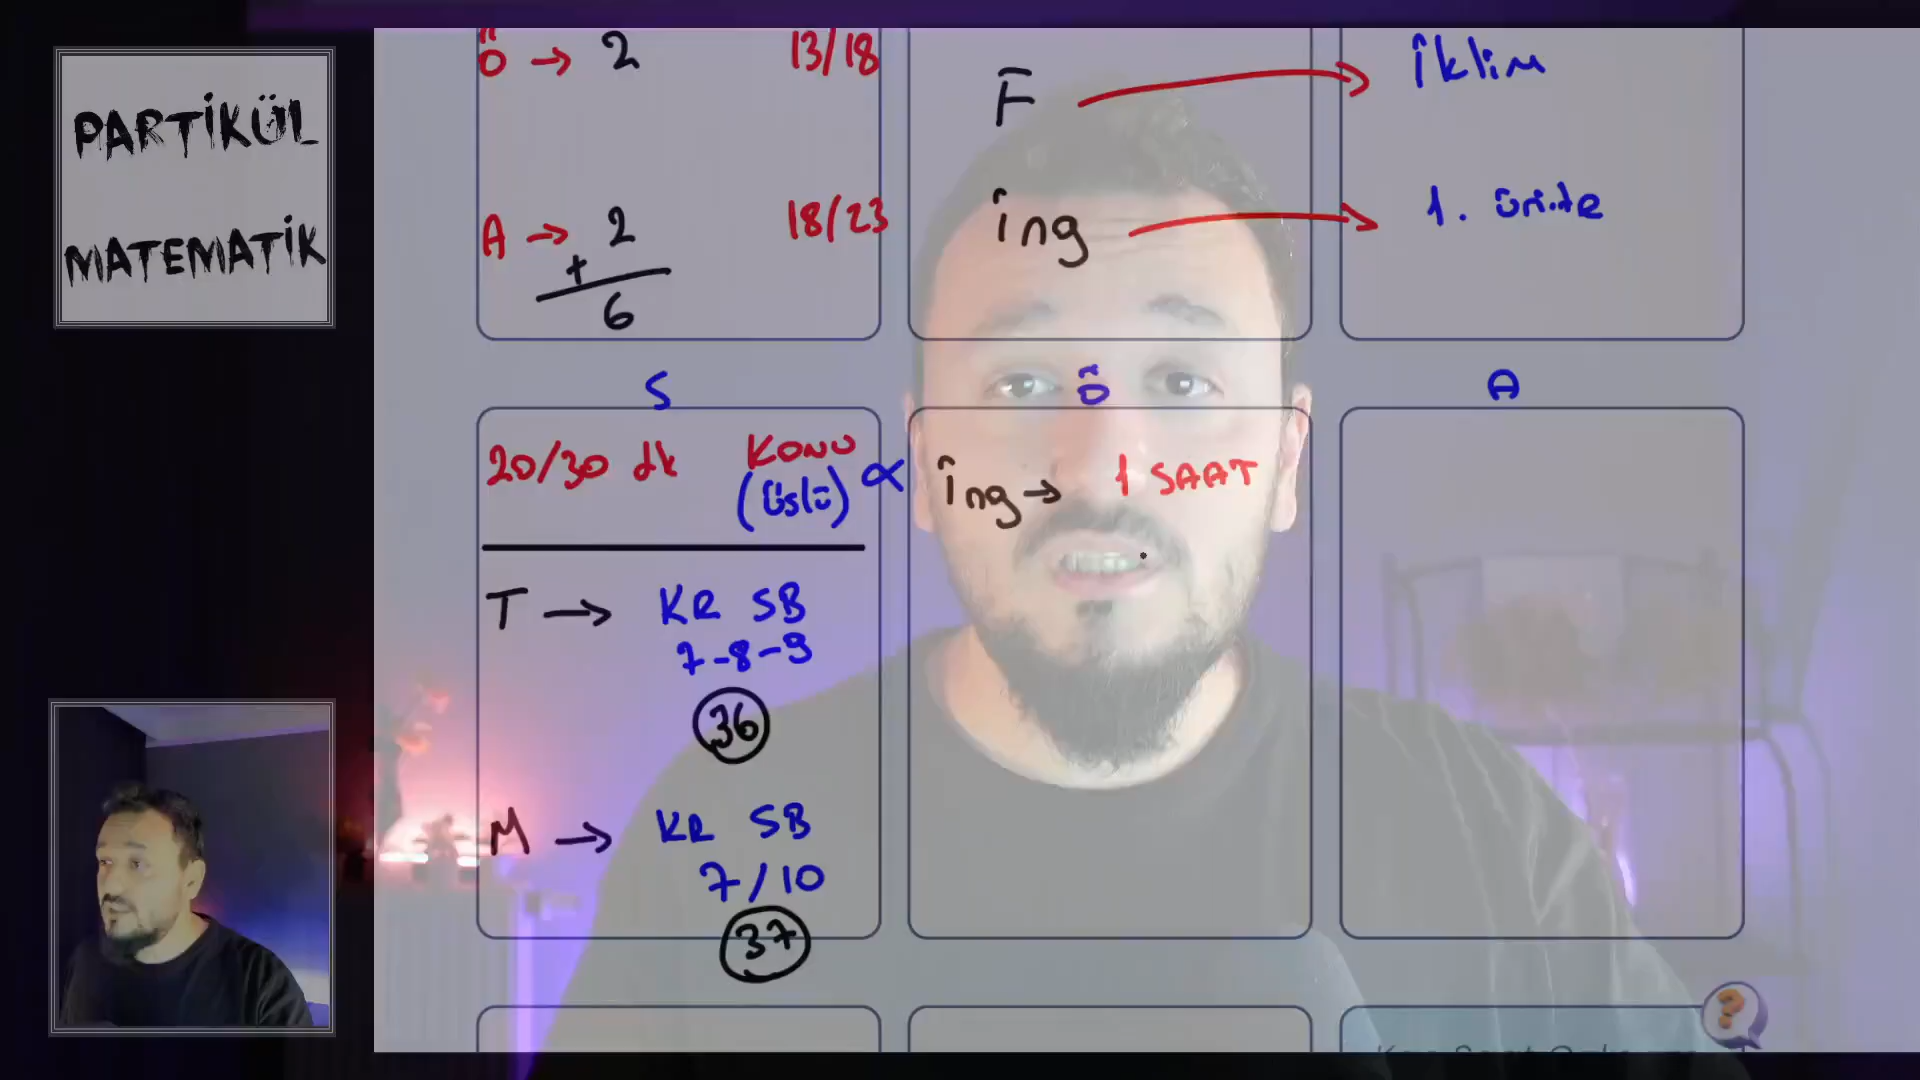 PARTİKÜL
MATEMATİK
Ö → 2 13/18
A → 2 18/23
+
6
F → İklim
İng → 1. ünite
S Ö A
20/30 dk KONU
(üslü)
İng → 1 SAAT
T → KR SB
7-8-9
36
M → KR SB
7/10
37
?